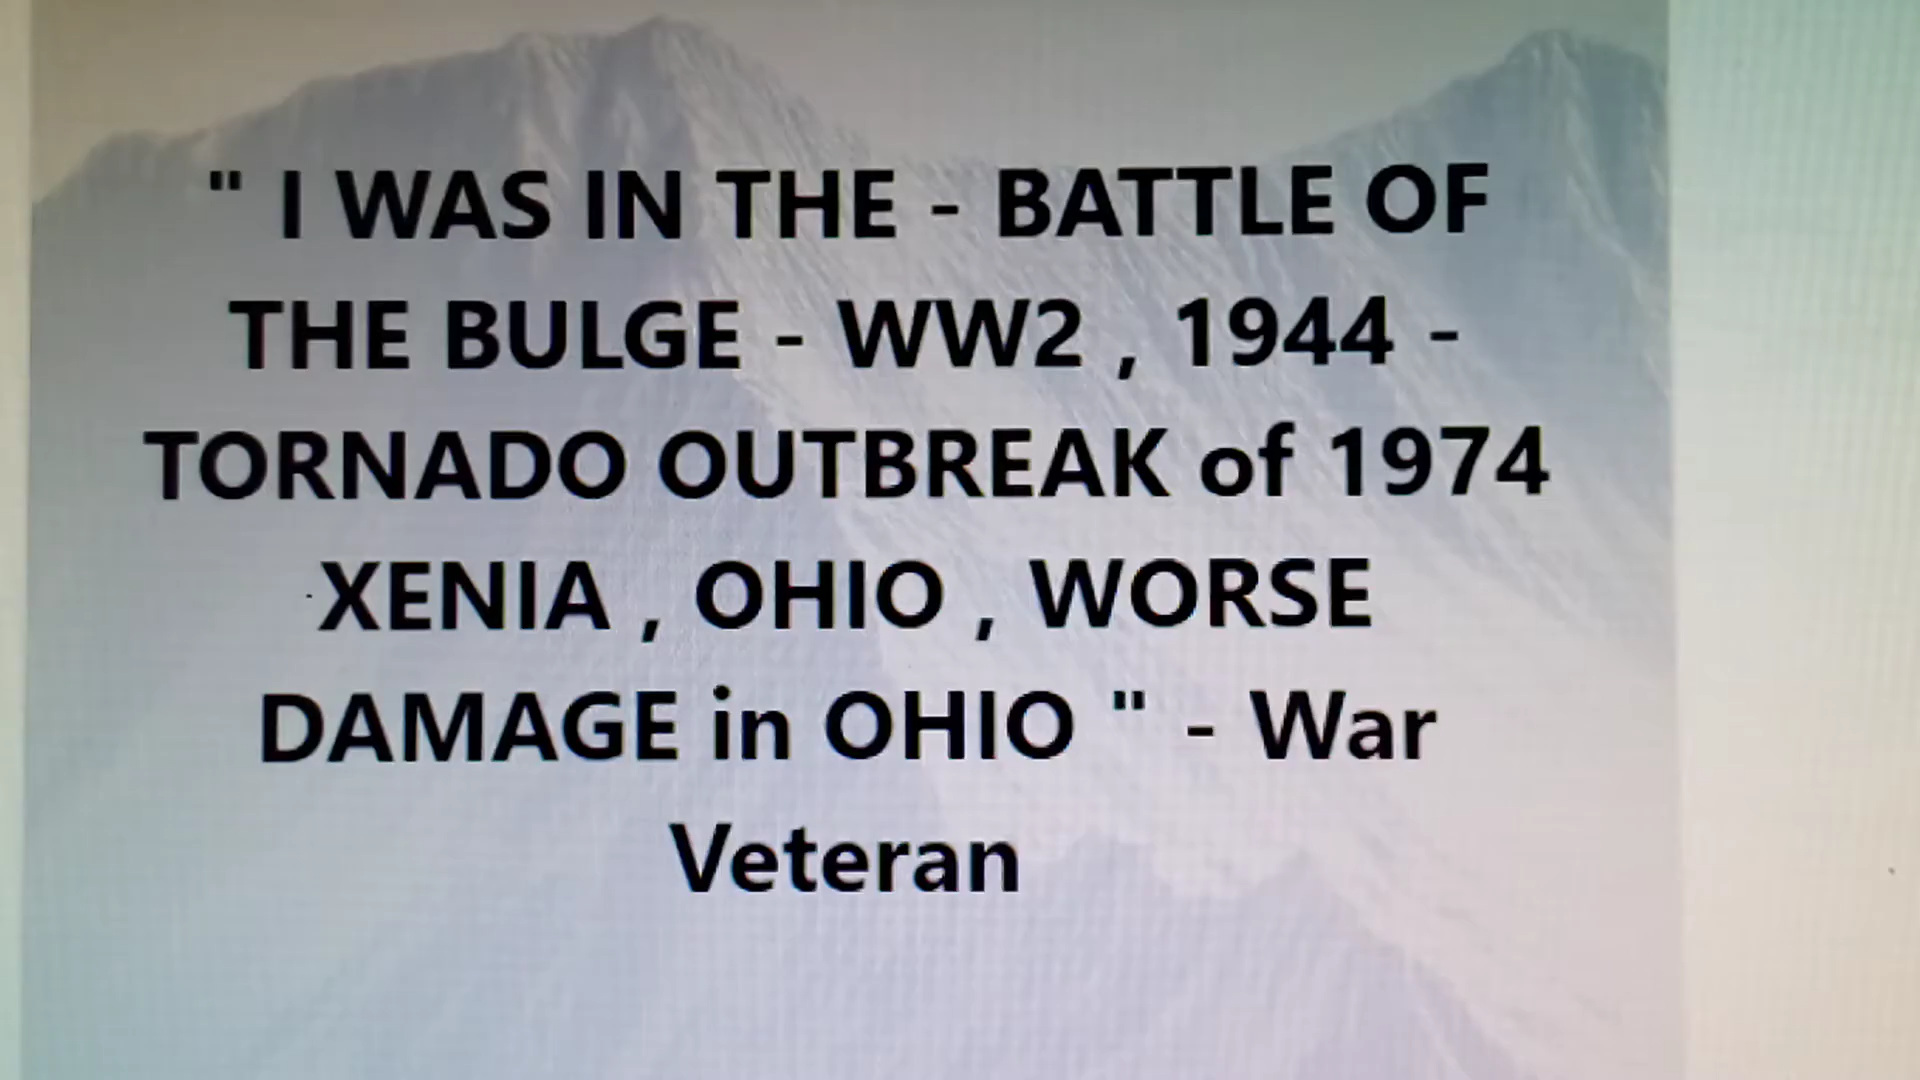 " I WAS IN THE - BATTLE OF
THE BULGE - WW2 , 1944 -
TORNADO OUTBREAK of 1974
XENIA , OHIO , WORSE
DAMAGE in OHIO " - War
Veteran